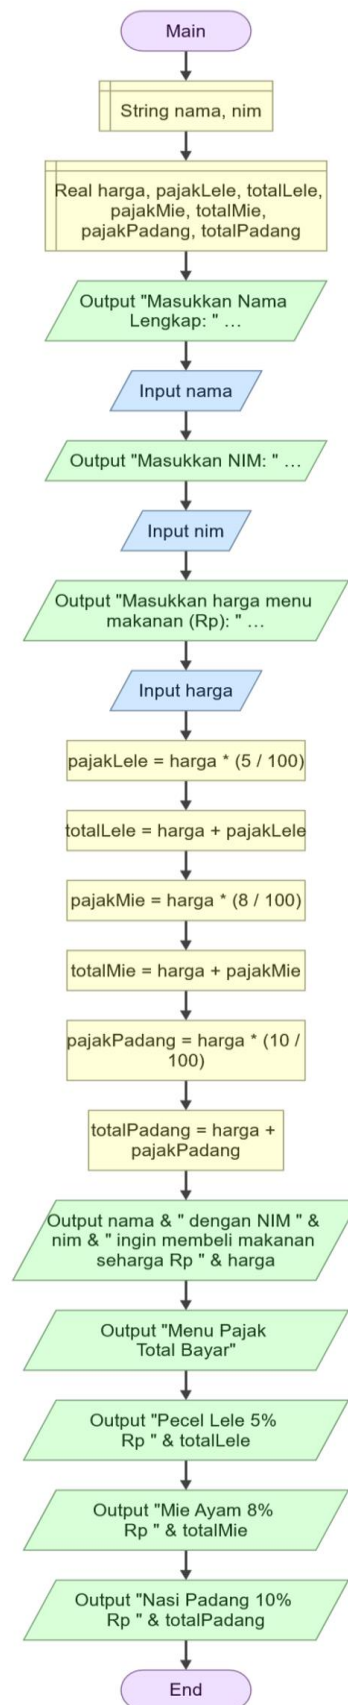 Main
String nama, nim
Real harga, pajakLele, totalLele,
pajakMie, totalMie,
pajakPadang, totalPadang
Output "Masukkan Nama
Lengkap: " ...
Input nama
Output "Masukkan NIM: " ...
Input nim
Output "Masukkan harga menu
makanan (Rp): " ...
Input harga
pajakLele = harga * (5 / 100)
totalLele = harga + pajakLele
pajakMie = harga * (8 / 100)
totalMie = harga + pajakMie
pajakPadang = harga * (10 /
100)
totalPadang = harga +
pajakPadang
Output nama & " dengan NIM " &
nim & " ingin membeli makanan
seharga Rp " & harga
Output "Menu Pajak
Total Bayar"
Output "Pecel Lele 5%
Rp " & totalLele
Output "Mie Ayam 8%
Rp " & totalMie
Output "Nasi Padang 10%
Rp " & totalPadang
End